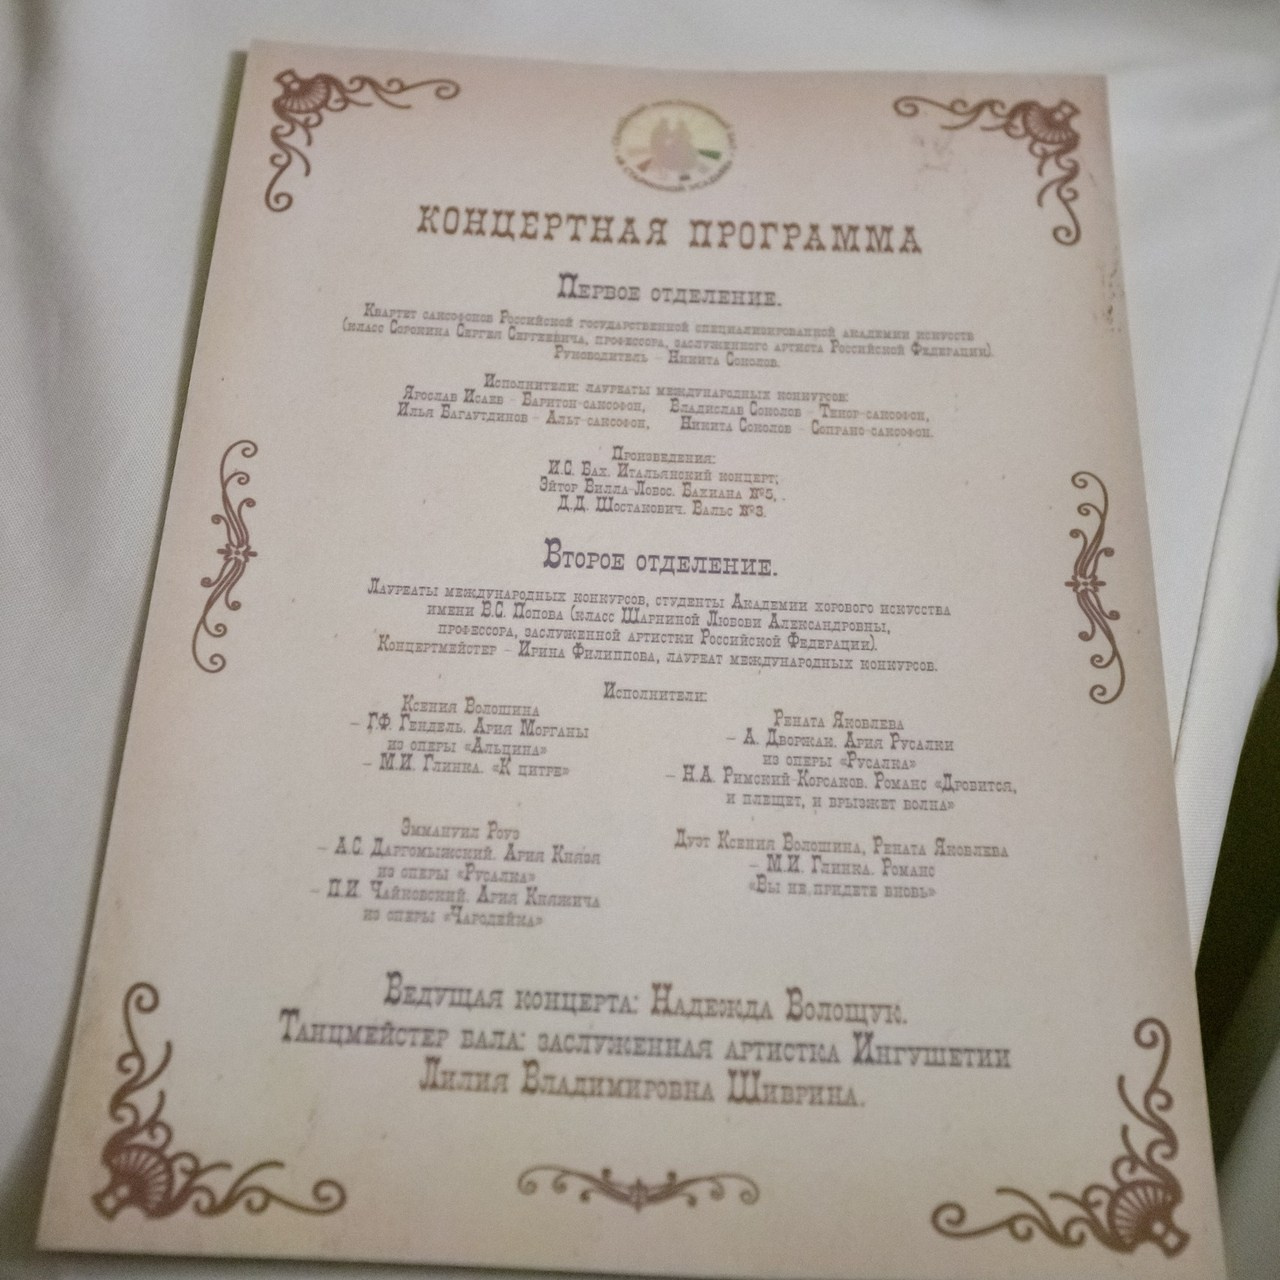 В СТАРИННОЙ УСАДЬБЕ
КОНЦЕРТНАЯ ПРОГРАММА
Первое отделение.
Квартет саксофонов Российской государственной специализированной академии искусств
(класс Сорокина Сергея Сергеевича, профессора, заслуженного артиста Российской Федерации).
Руководитель – Никита Соколов.
Исполнители: лауреаты международных конкурсов:
Ярослав Исаев – Баритон-саксофон, Владислав Соколов – Тенор-саксофон,
Илья Багаутдинов – Альт-саксофон, Никита Соколов – Сопрано-саксофон.
Произведения:
И.С. Бах. Итальянский концерт;
Эйтор Вилла-Лобос. Бахиана №5,
Д.Д. Шостакович. Вальс №3.
Второе отделение.
Лауреаты международных конкурсов, студенты Академии хорового искусства
имени В.С. Попова (класс Шарниной Любови Александровны,
профессора, заслуженной артистки Российской Федерации).
Концертмейстер – Ирина Филиппова, лауреат международных конкурсов.
Исполнители:
Ксения Волошина
– Г.Ф. Гендель. Ария Морганы
из оперы «Альцина»
– М.И. Глинка. «К цитре»
Рената Яковлева
– А. Дворжак. Ария Русалки
из оперы «Русалка»
– Н.А. Римский-Корсаков. Романс «Дробится,
и плещет, и брызжет волна»
Эммануил Роуэ
– А.С. Даргомыжский. Ария Князя
из оперы «Русалка»
– П.И. Чайковский. Ария Княжича
из оперы «Чародейка»
Дуэт Ксения Волошина, Рената Яковлева
– М.И. Глинка. Романс
«Вы не придете вновь»
Ведущая концерта: Надежда Волощук.
Танцмейстер бала: заслуженная артистка Ингушетии
Лилия Владимировна Шиврина.